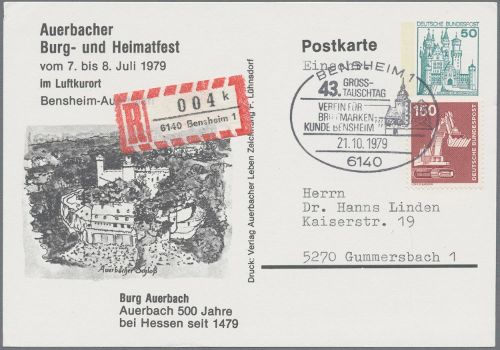 Auerbacher
Burg- und Heimatfest
vom 7. bis 8. Juli 1979
im Luftkurort
Bensheim-Au
R
004 k
6140 Bensheim 1
Auerbacher Schloß
Burg Auerbach
Auerbach 500 Jahre
bei Hessen seit 1479
Druck: Verlag Auerbacher Leben Zeichnung F. Lühnsdorf
Postkarte
BENSHEIM 1
43. GROSS-
TAUSCHTAG
VEREIN FÜR
BRIEFMARKEN
KUNDE BENSHEIM
21.10.1979
6140
DEUTSCHE BUNDESPOST
50
150
DEUTSCHE BUNDESPOST
Herrn
Dr. Hanns Linden
Kaiserstr. 19
5270 Gummersbach 1